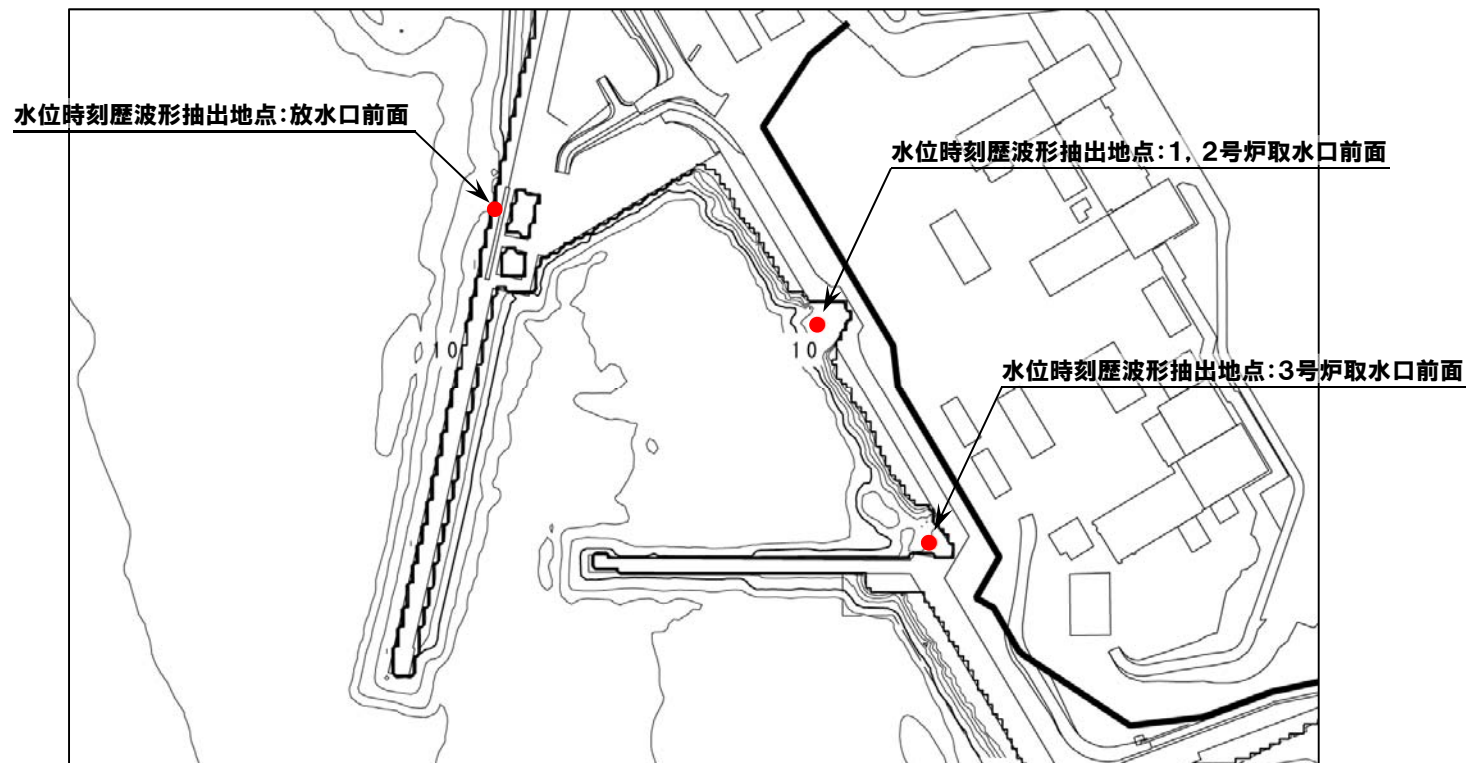 水位時刻歴波形抽出地点:放水口前面
水位時刻歴波形抽出地点:1, 2号炉取水口前面
10
10
水位時刻歴波形抽出地点:3号炉取水口前面